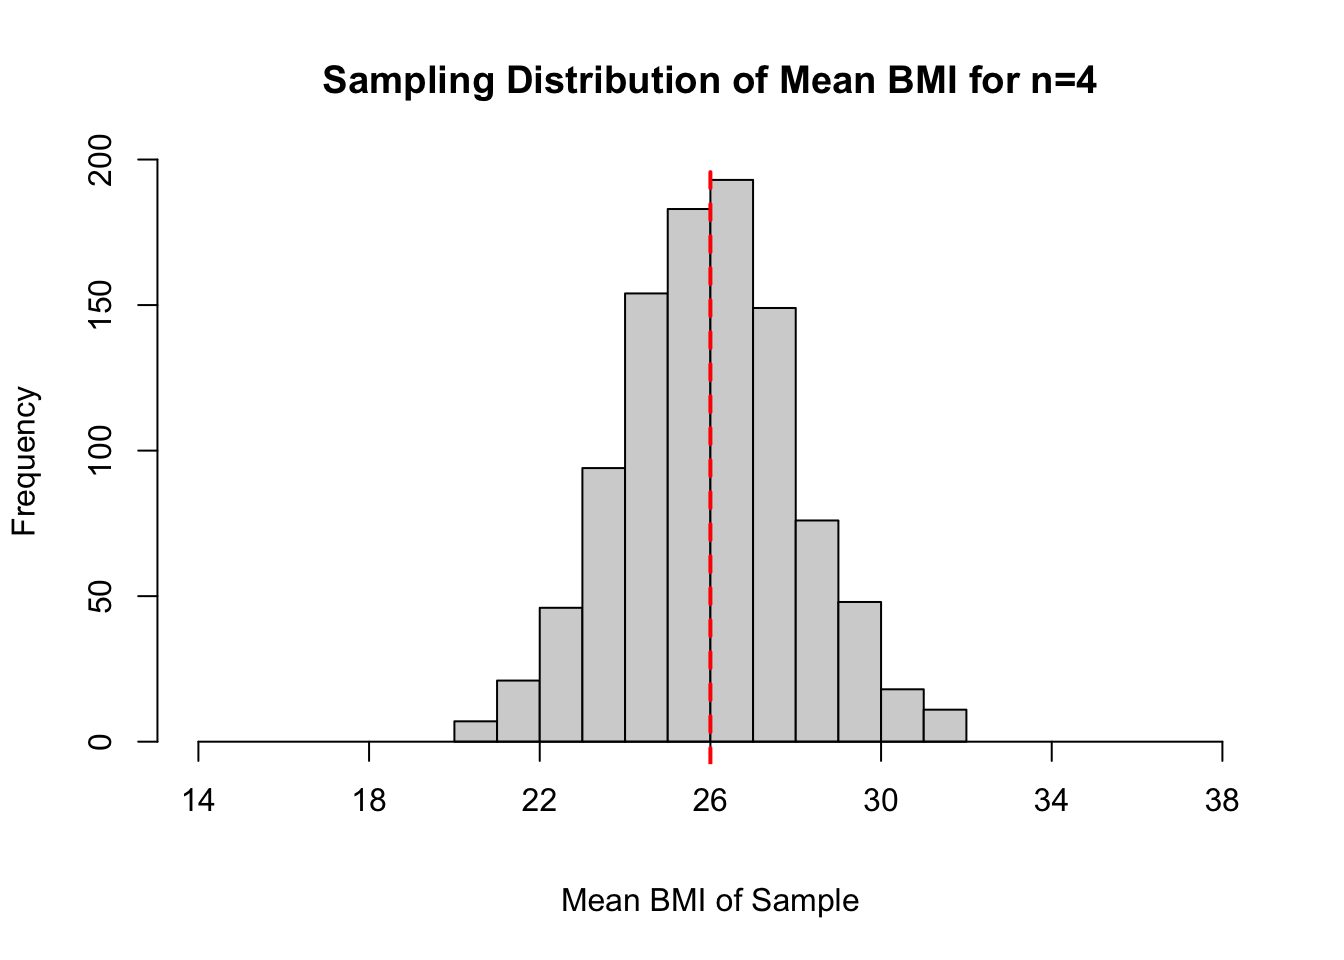 Sampling Distribution of Mean BMI for n=4
200
150
100
50
0
Frequency
14 18 22 26 30 34 38
Mean BMI of Sample